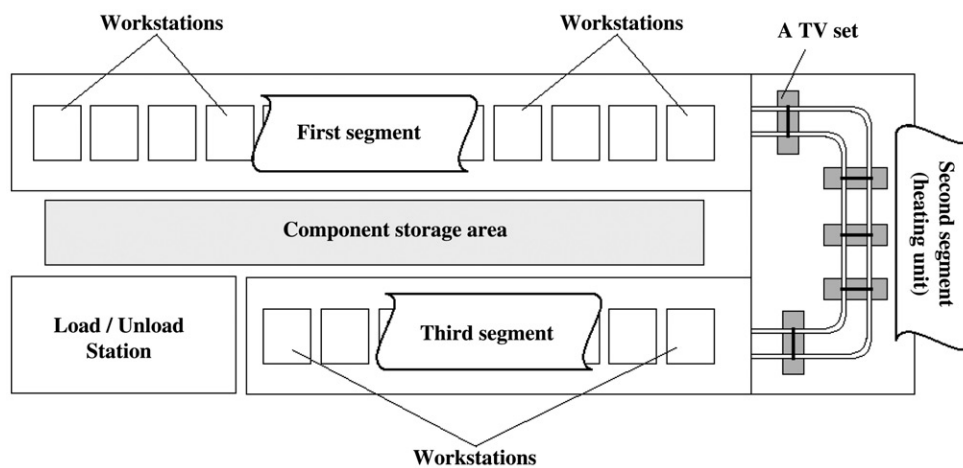 Workstations
Workstations
A TV set
First segment
Second segment
(heating unit)
Component storage area
Load / Unload
Station
Third segment
Workstations